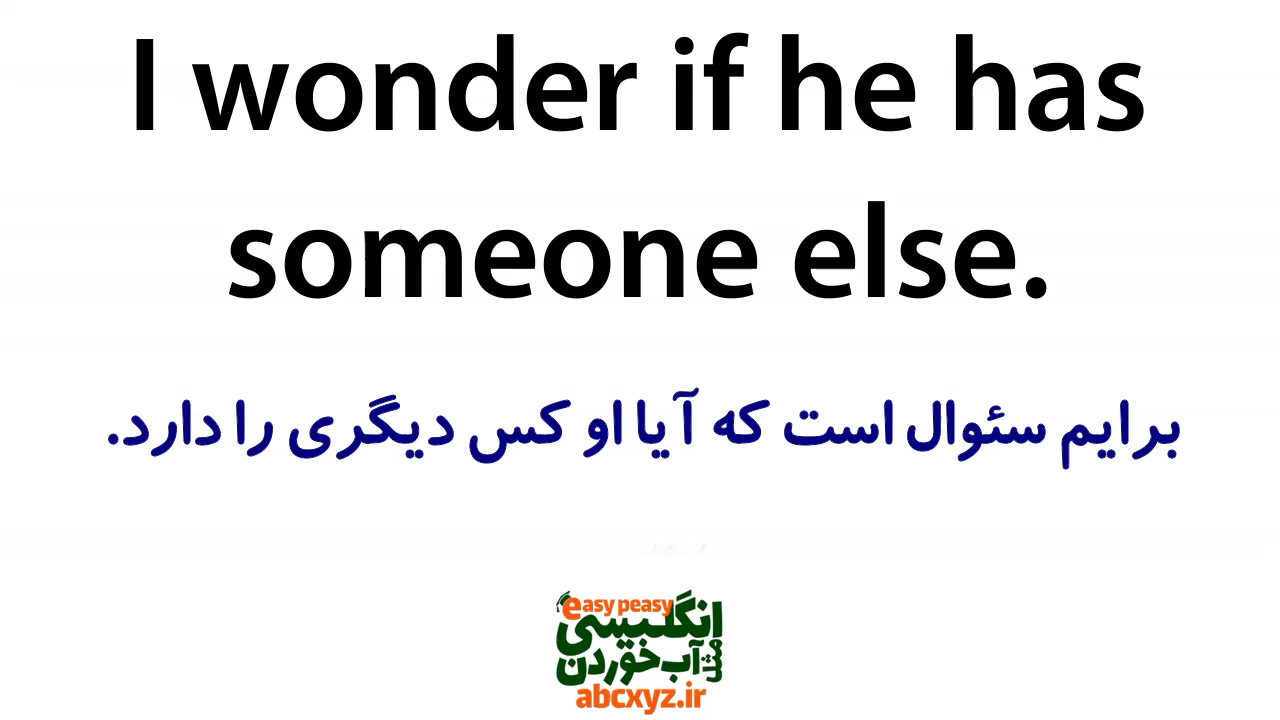 I wonder if he has
someone else.
برایم سئوال است که آیا او کس دیگری را دارد.
easy peasy
انگلیسی
مثل آب خوردن
abcxyz.ir